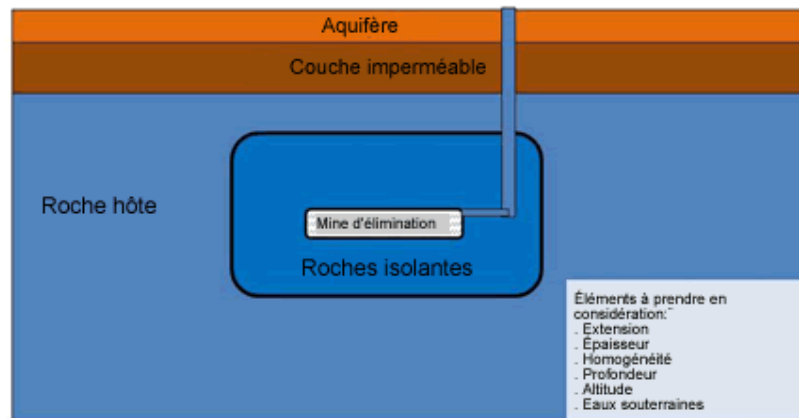 Aquifère
Couche imperméable
Roche hôte
Mine d'élimination
Roches isolantes
Éléments à prendre en
considération:¨
. Extension
. Épaisseur
. Homogénéité
. Profondeur
. Altitude
. Eaux souterraines